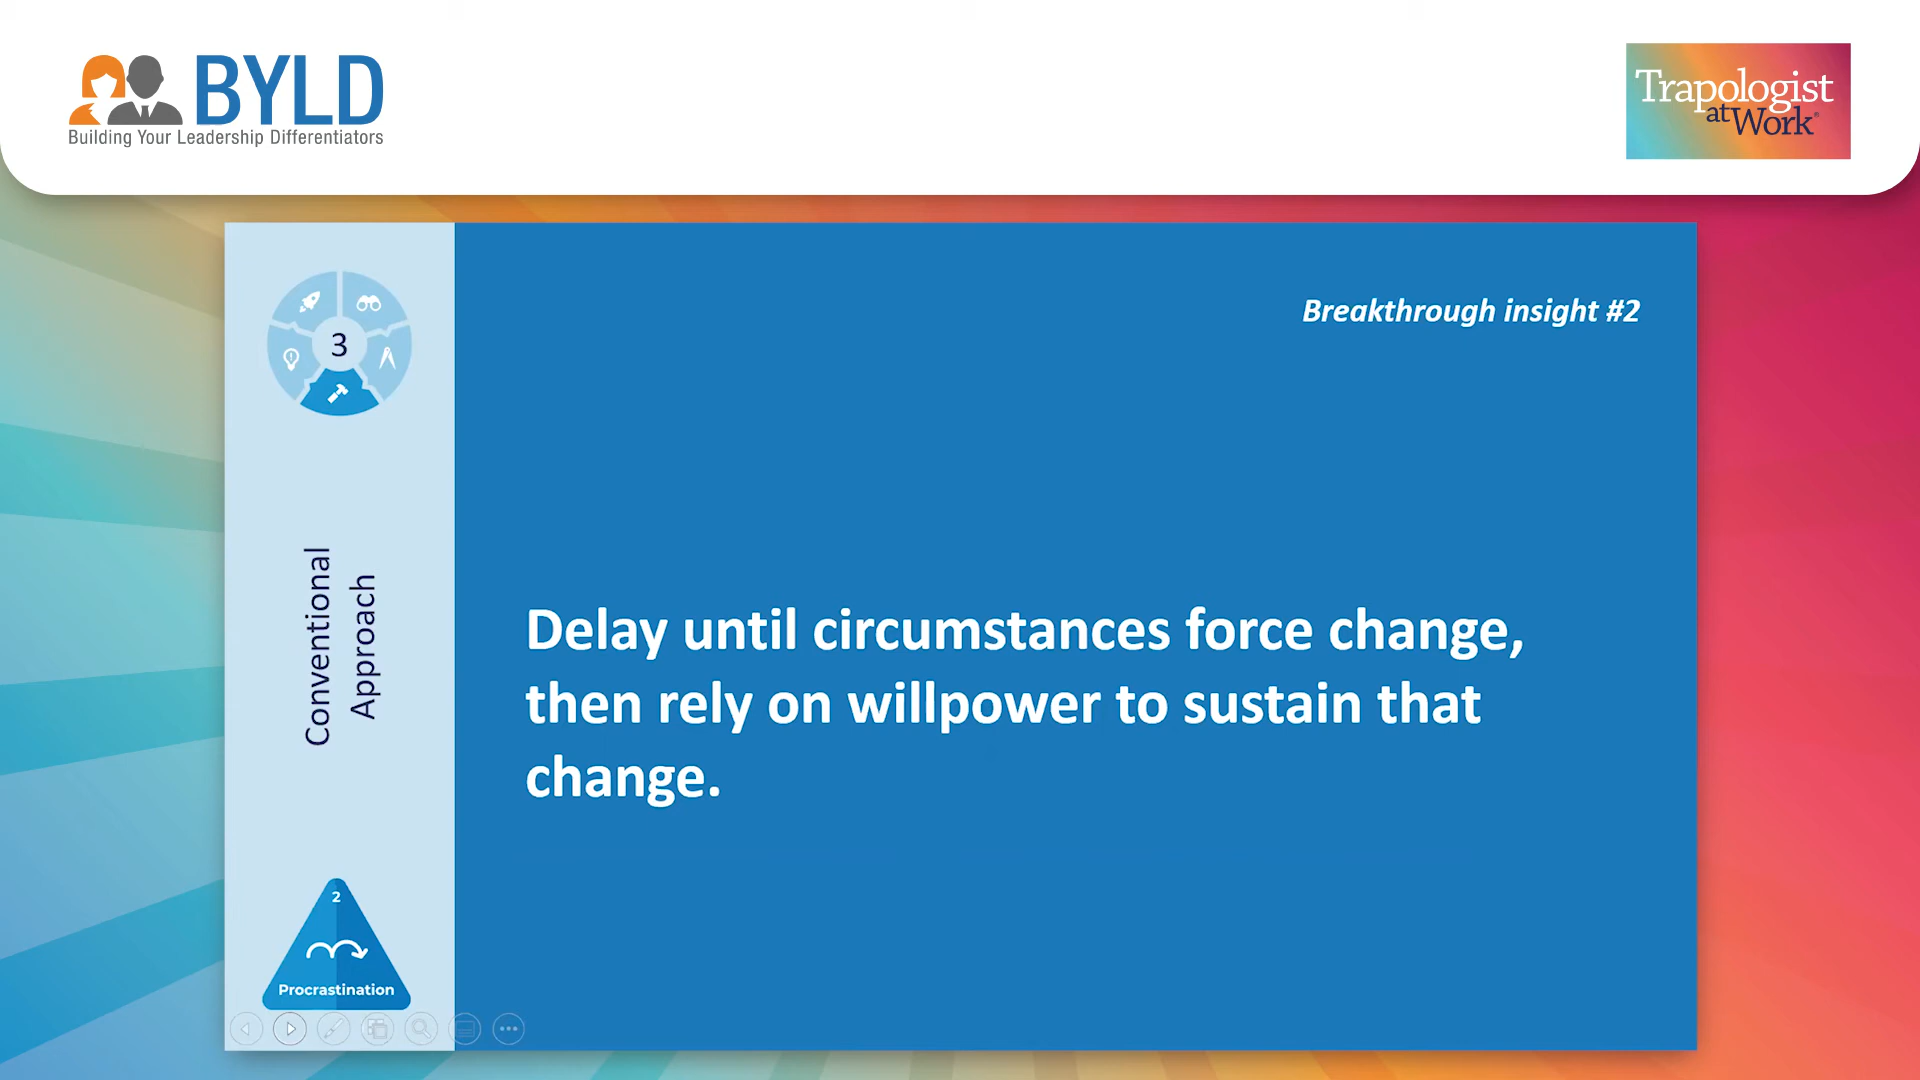 BYLD
Building Your Leadership Differentiators
Trapologist
at Work®
3
Breakthrough insight #2
Conventional
Approach
Delay until circumstances force change,
then rely on willpower to sustain that
change.
2
Procrastination